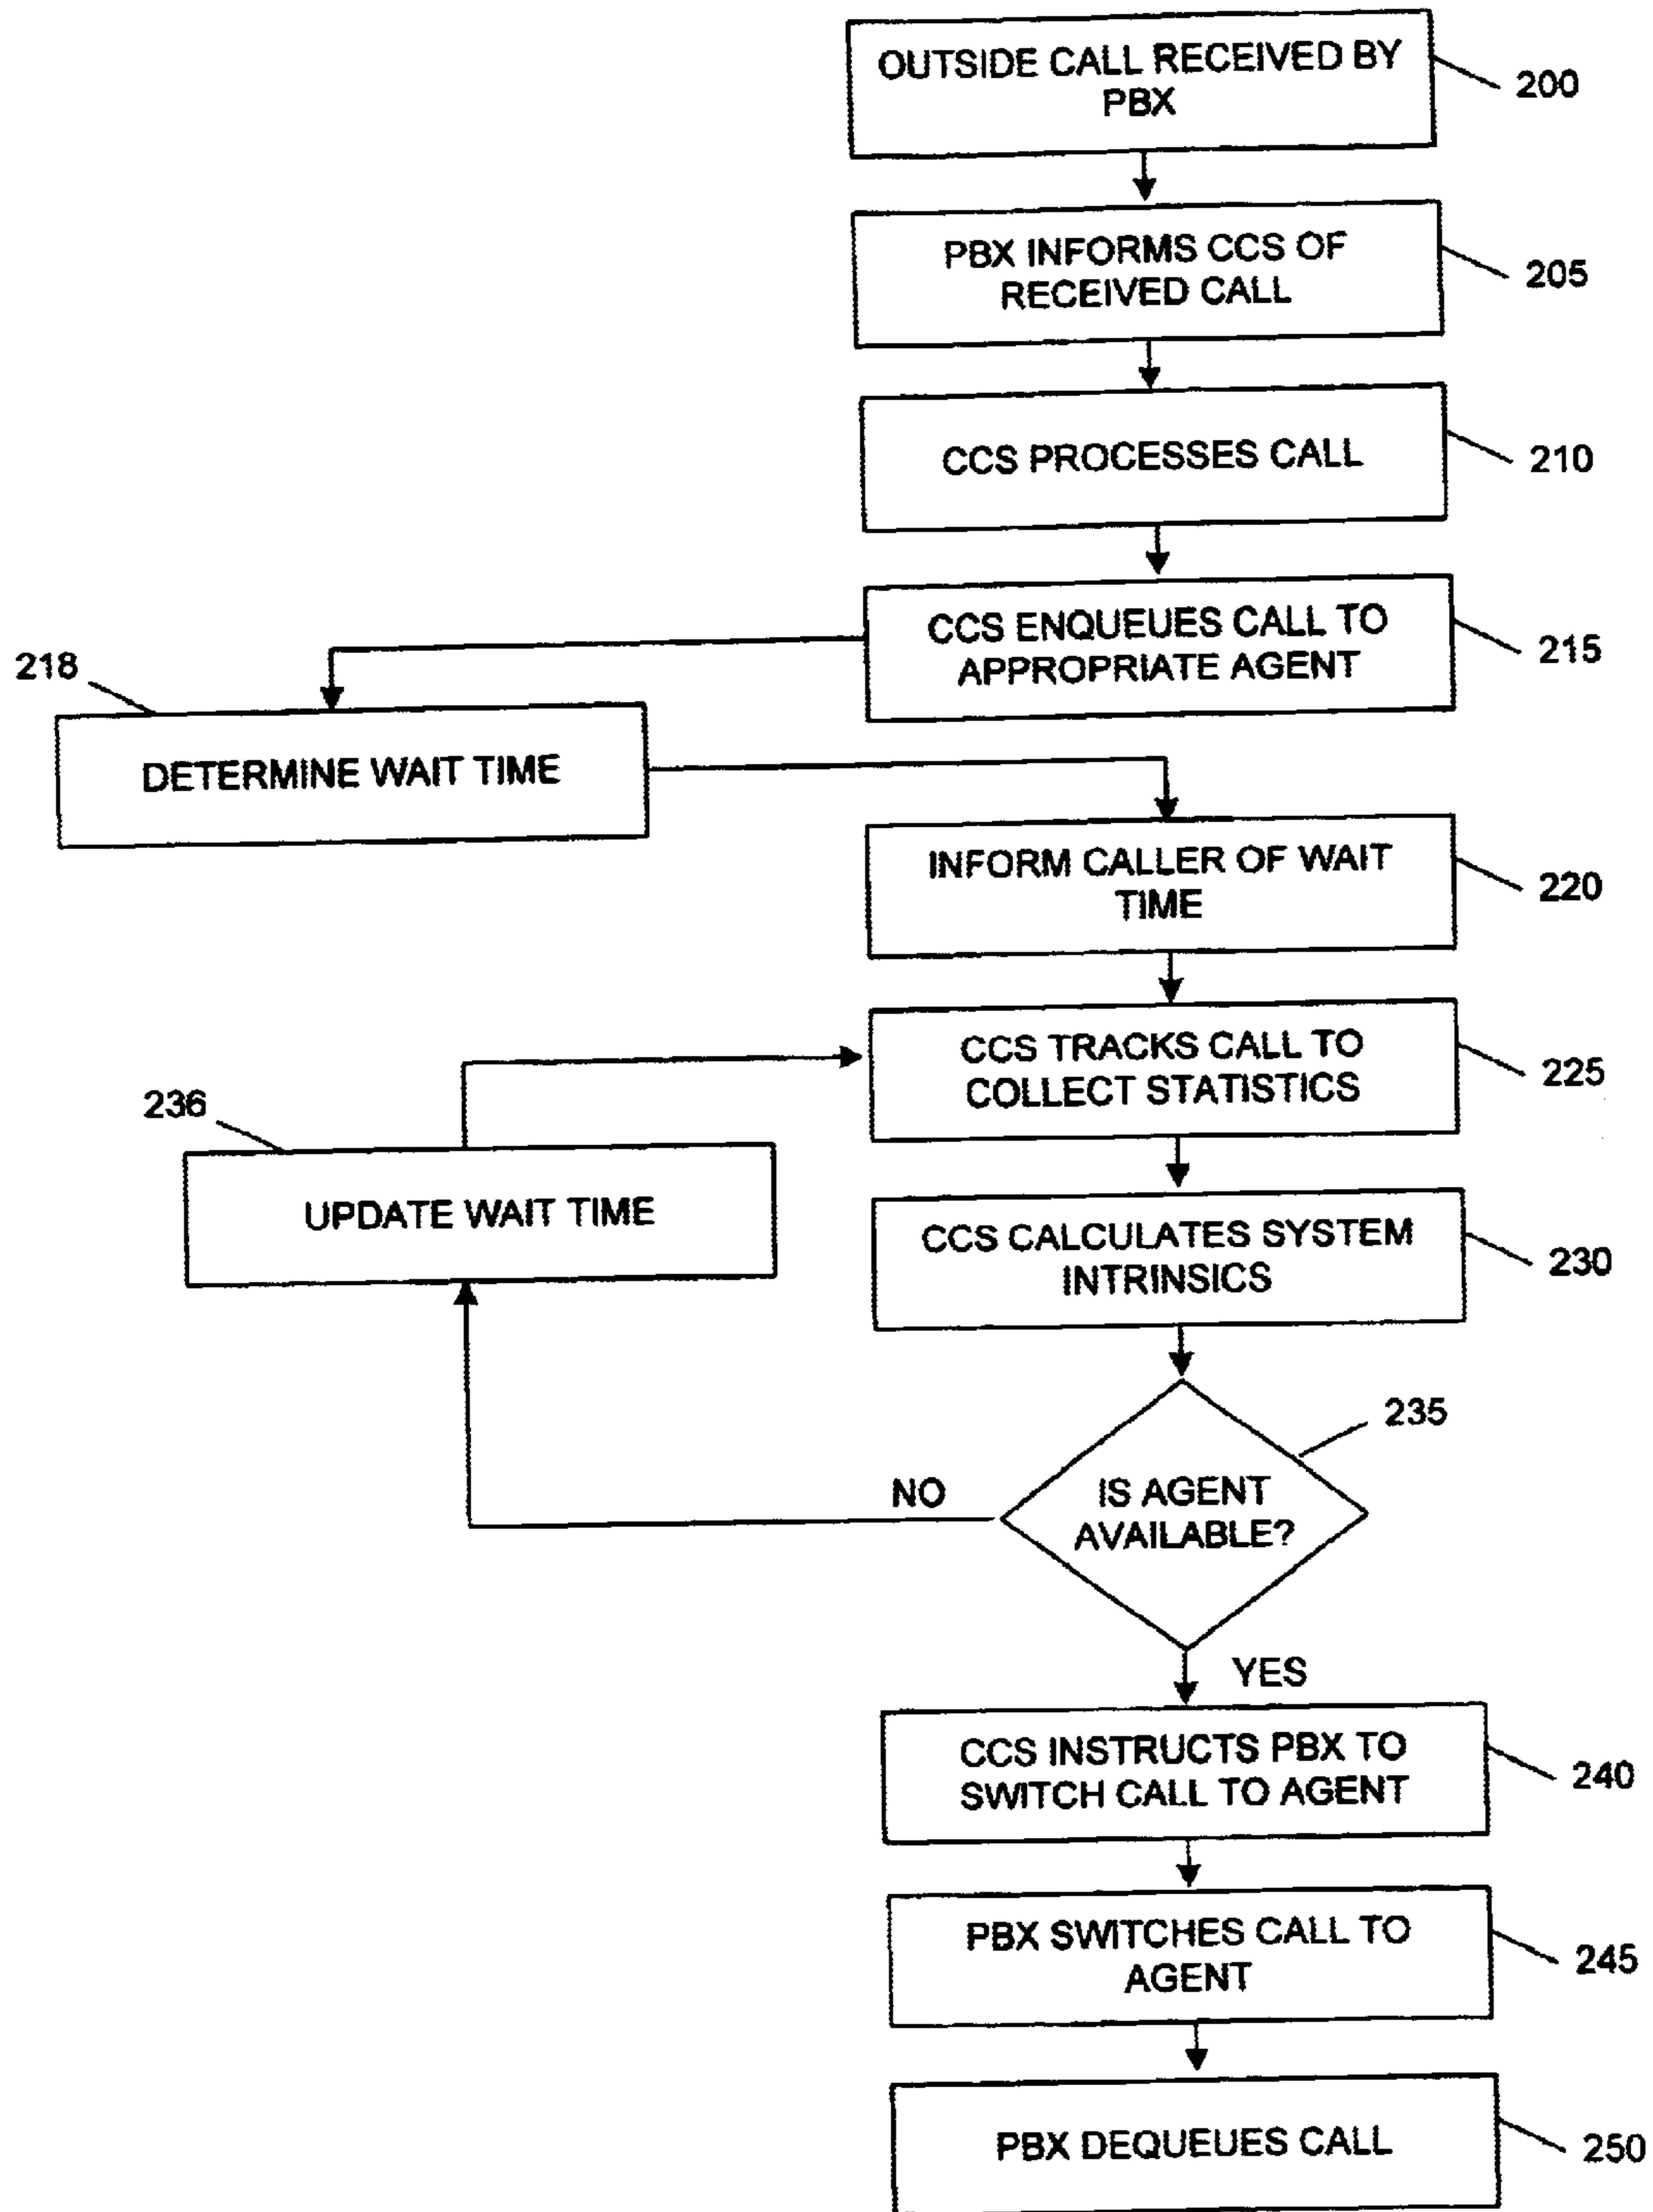 OUTSIDE CALL RECEIVED BY
PBX
200
PBX INFORMS CCS OF
RECEIVED CALL
205
CCS PROCESSES CALL
210
CCS ENQUEUES CALL TO
APPROPRIATE AGENT
215
218
DETERMINE WAIT TIME
INFORM CALLER OF WAIT
TIME
220
CCS TRACKS CALL TO
COLLECT STATISTICS
225
236
UPDATE WAIT TIME
CCS CALCULATES SYSTEM
INTRINSICS
230
235
IS AGENT
AVAILABLE?
NO
YES
CCS INSTRUCTS PBX TO
SWITCH CALL TO AGENT
240
PBX SWITCHES CALL TO
AGENT
245
PBX DEQUEUES CALL
250